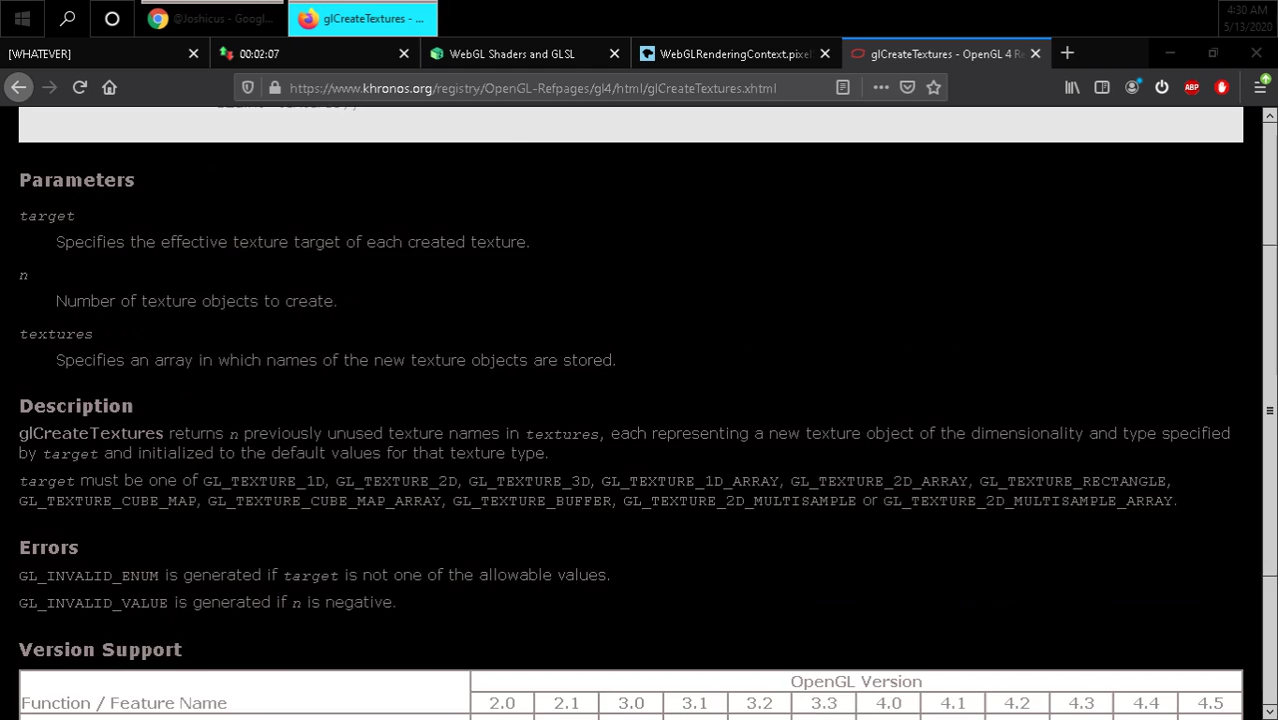 @Joshicus - Googl...
glCreateTextures - ...
4:30 AM
5/13/2020
[WHATEVER]
00:02:07
WebGL Shaders and GLSL
WebGLRenderingContext.pixel
glCreateTextures - OpenGL 4 Re
https://www.khronos.org/registry/OpenGL-Refpages/gl4/html/glCreateTextures.xhtml
ABP
Parameters
target
Specifies the effective texture target of each created texture.
n
Number of texture objects to create.
textures
Specifies an array in which names of the new texture objects are stored.
Description
glCreateTextures returns n previously unused texture names in textures, each representing a new texture object of the dimensionality and type specified
by target and initialized to the default values for that texture type.
target must be one of GL_TEXTURE_1D, GL_TEXTURE_2D, GL_TEXTURE_3D, GL_TEXTURE_1D_ARRAY, GL_TEXTURE_2D_ARRAY, GL_TEXTURE_RECTANGLE,
GL_TEXTURE_CUBE_MAP, GL_TEXTURE_CUBE_MAP_ARRAY, GL_TEXTURE_BUFFER, GL_TEXTURE_2D_MULTISAMPLE or GL_TEXTURE_2D_MULTISAMPLE_ARRAY.
Errors
GL_INVALID_ENUM is generated if target is not one of the allowable values.
GL_INVALID_VALUE is generated if n is negative.
Version Support
OpenGL Version
Function / Feature Name 2.0 2.1 3.0 3.1 3.2 3.3 4.0 4.1 4.2 4.3 4.4 4.5